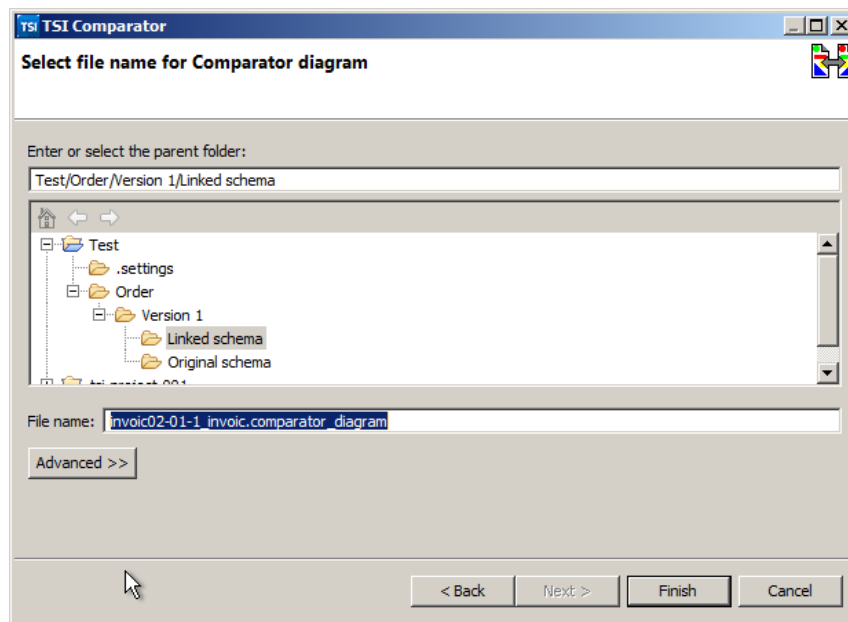 TSI TSI Comparator
Select file name for Comparator diagram
Enter or select the parent folder:
Test/Order/Version 1/Linked schema
Test
.settings
Order
Version 1
Linked schema
Original schema
File name: invoic02-01-1_invoic.comparator_diagram
Advanced >>
< Back Next > Finish Cancel